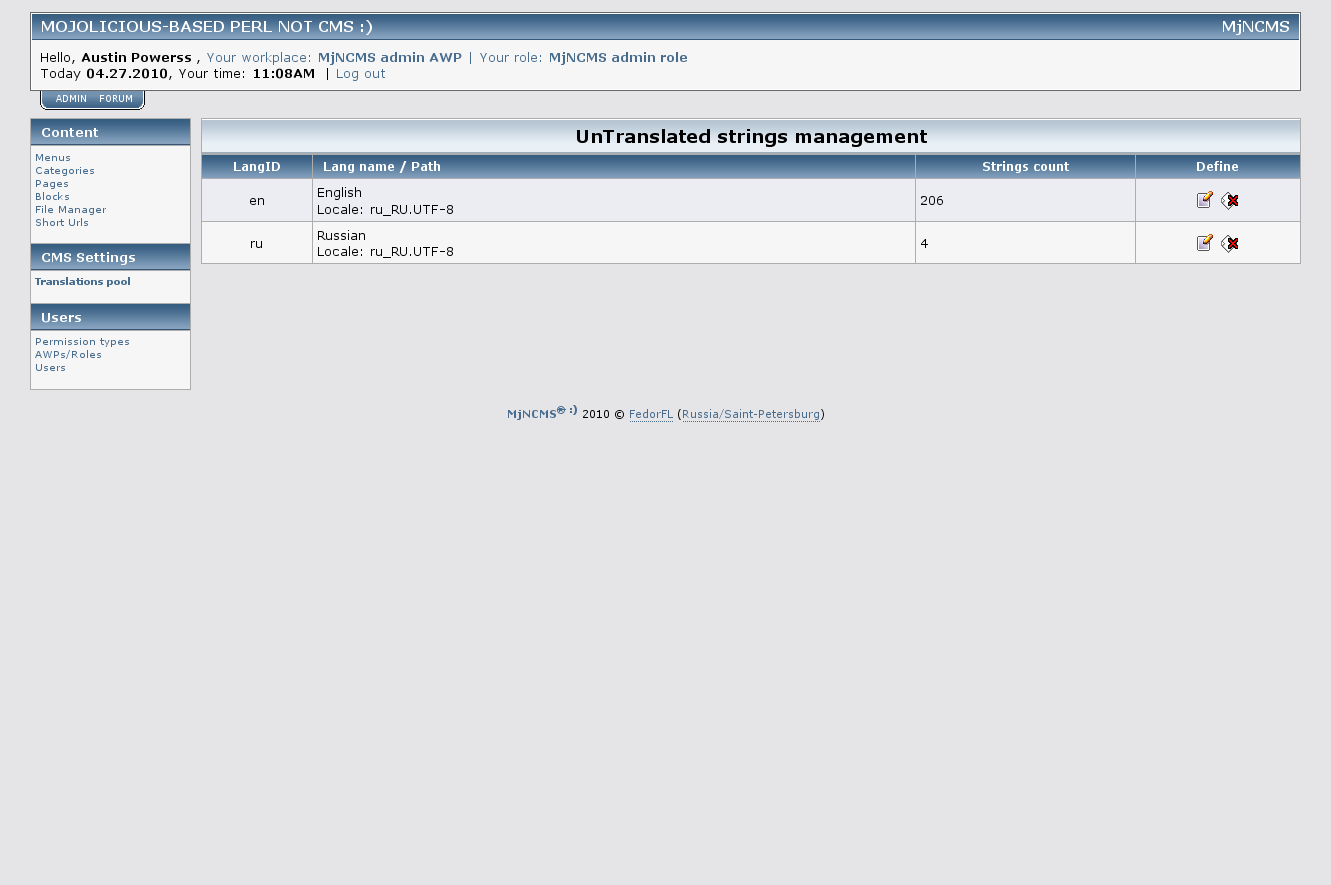 MOJOLICIOUS-BASED PERL NOT CMS :) MjNCMS
Hello, Austin Powerss , Your workplace: MjNCMS admin AWP | Your role: MjNCMS admin role
Today 04.27.2010, Your time: 11:08AM | Log out
ADMIN FORUM
Content
Menus
Categories
Pages
Blocks
File Manager
Short Urls
CMS Settings
Translations pool
Users
Permission types
AWPs/Roles
Users
UnTranslated strings management
LangID Lang name / Path Strings count Define
en English 206
Locale: ru_RU.UTF-8
ru Russian 4
Locale: ru_RU.UTF-8
MjNCMS® :) 2010 © FedorFL (Russia/Saint-Petersburg)